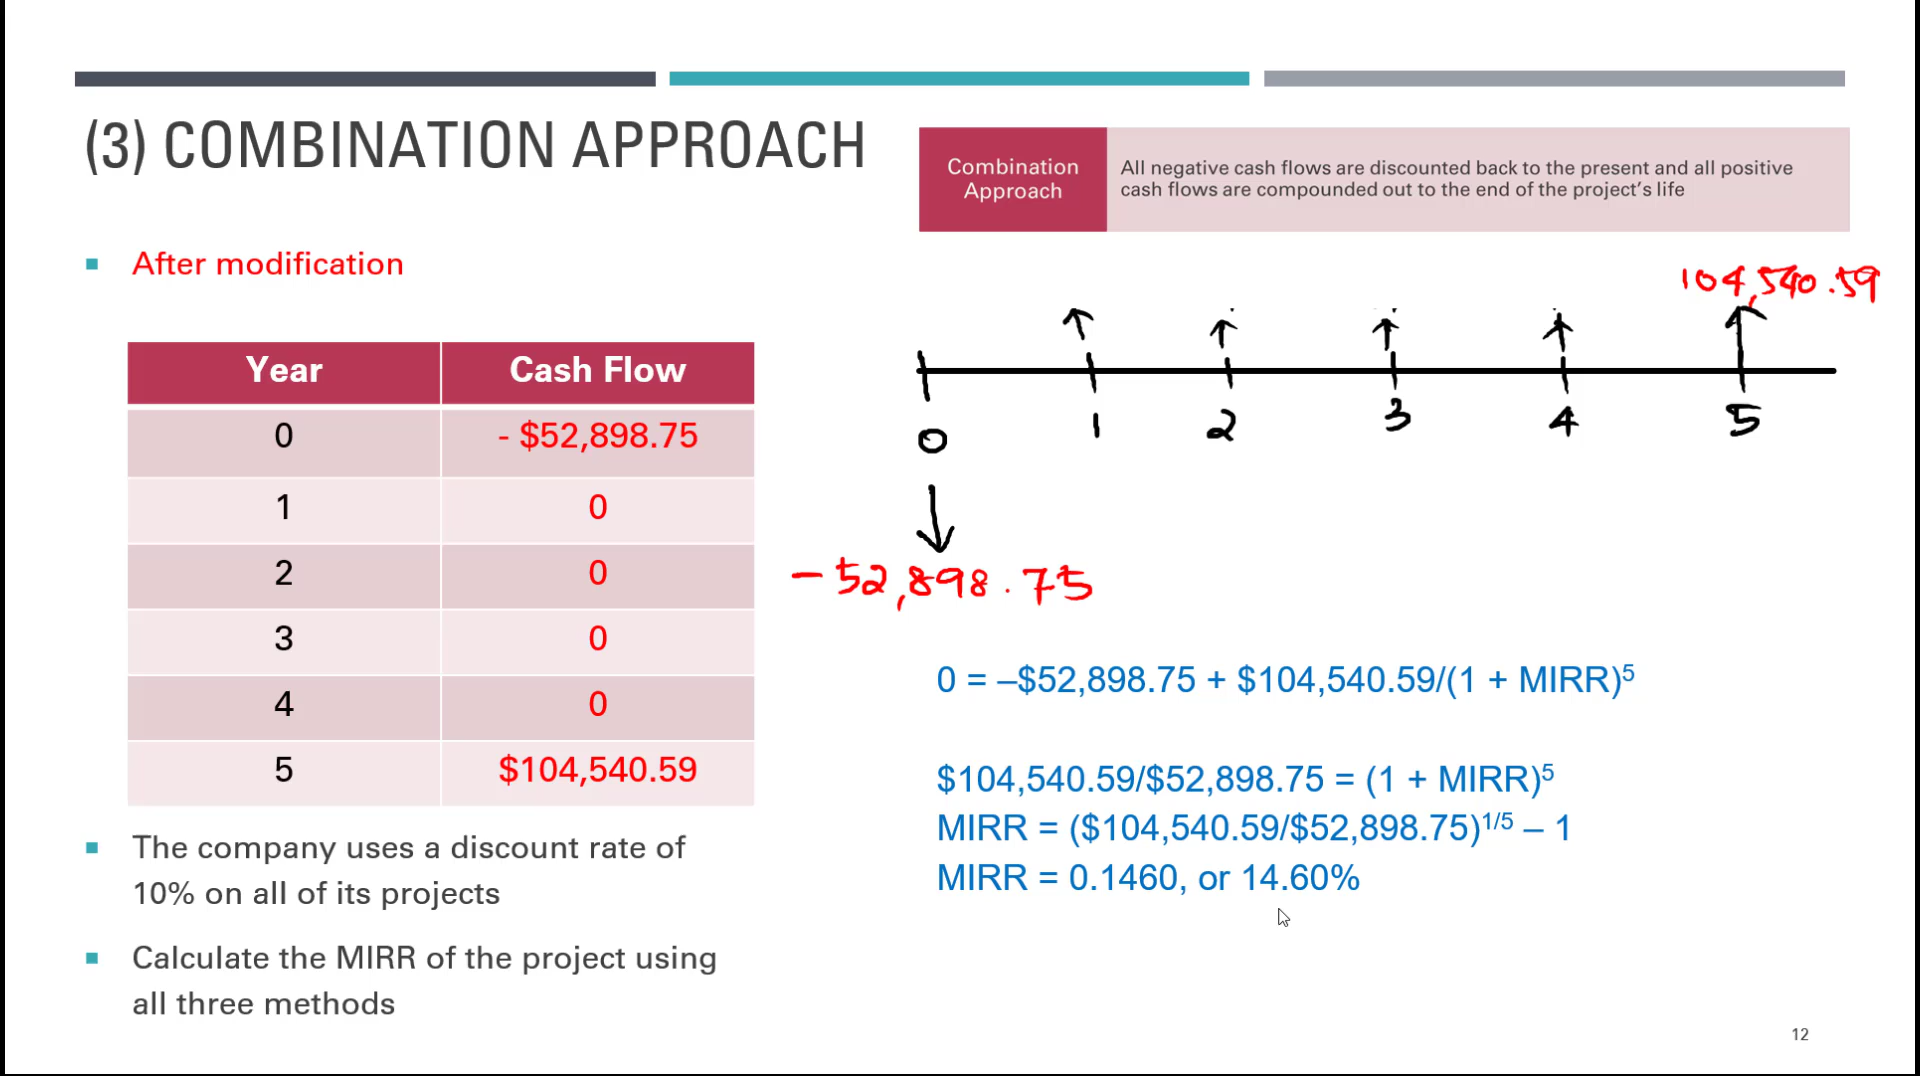 (3) COMBINATION APPROACH
Combination
Approach
All negative cash flows are discounted back to the present and all positive
cash flows are compounded out to the end of the project's life
After modification
Year Cash Flow
0 - $52,898.75
1 0
2 0
3 0
4 0
5 $104,540.59
The company uses a discount rate of
10% on all of its projects
Calculate the MIRR of the project using
all three methods
104,540.59
0 1 2 3 4 5
- 52,898.75
0 = –$52,898.75 + $104,540.59/(1 + MIRR)⁵
$104,540.59/$52,898.75 = (1 + MIRR)⁵
MIRR = ($104,540.59/$52,898.75)¹/⁵ – 1
MIRR = 0.1460, or 14.60%
12